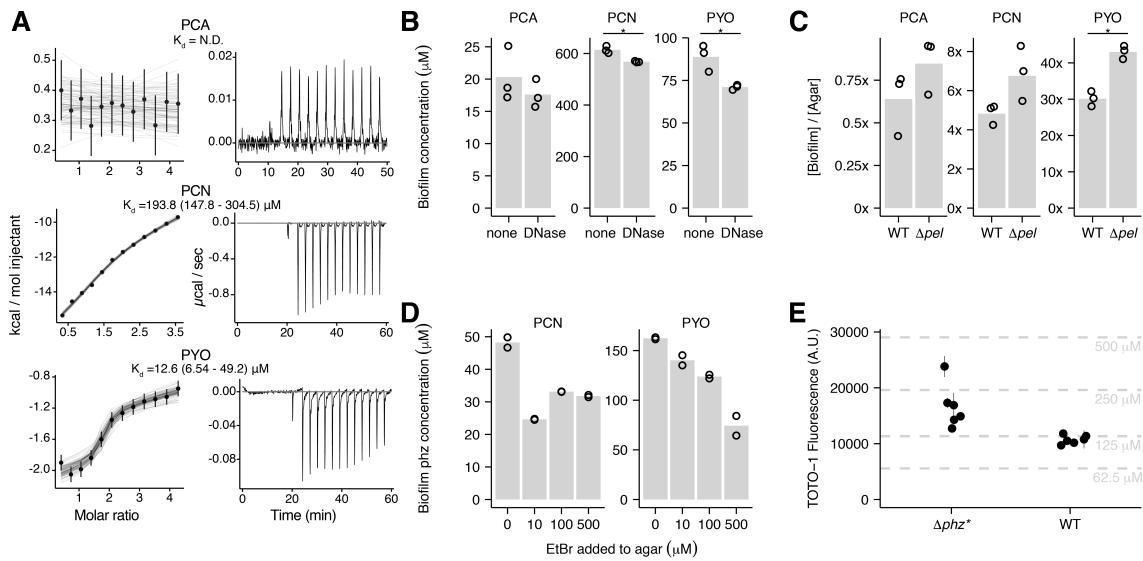 A
PCA
Kd = N.D.
0.5
0.4
0.3
0.2
1 2 3 4
0.02
0.01
0.00
0 10 20 30 40 50
PCN
Kd =193.8 (147.8 - 304.5) µM
kcal / mol injectant
-10
-12
-14
0.5 1.5 2.5 3.5
µcal / sec
0.0
-0.4
-0.8
0 20 40 60
PYO
Kd =12.6 (6.54 - 49.2) µM
-0.8
-1.2
-1.6
-2.0
1 2 3 4
Molar ratio
0.00
-0.04
-0.08
0 20 40 60
Time (min)
B
Biofilm concentration (µM)
PCA
25
20
15
10
5
0
none DNase
PCN
*
600
400
200
0
none DNase
PYO
*
100
75
50
25
0
none DNase
C
[Biofilm] / [Agar]
PCA
0.75x
0.5x
0.25x
0x
WT Δpel
PCN
8x
6x
4x
2x
0x
WT Δpel
PYO
*
40x
30x
20x
10x
0x
WT Δpel
D
Biofilm phz concentration (µM)
PCN
50
40
30
20
10
0
0 10 100 500
PYO
150
100
50
0
0 10 100 500
EtBr added to agar (µM)
E
TOTO−1 Fluorescence (A.U.)
30000
20000
10000
0
500 µM
250 µM
125 µM
62.5 µM
Δphz* WT